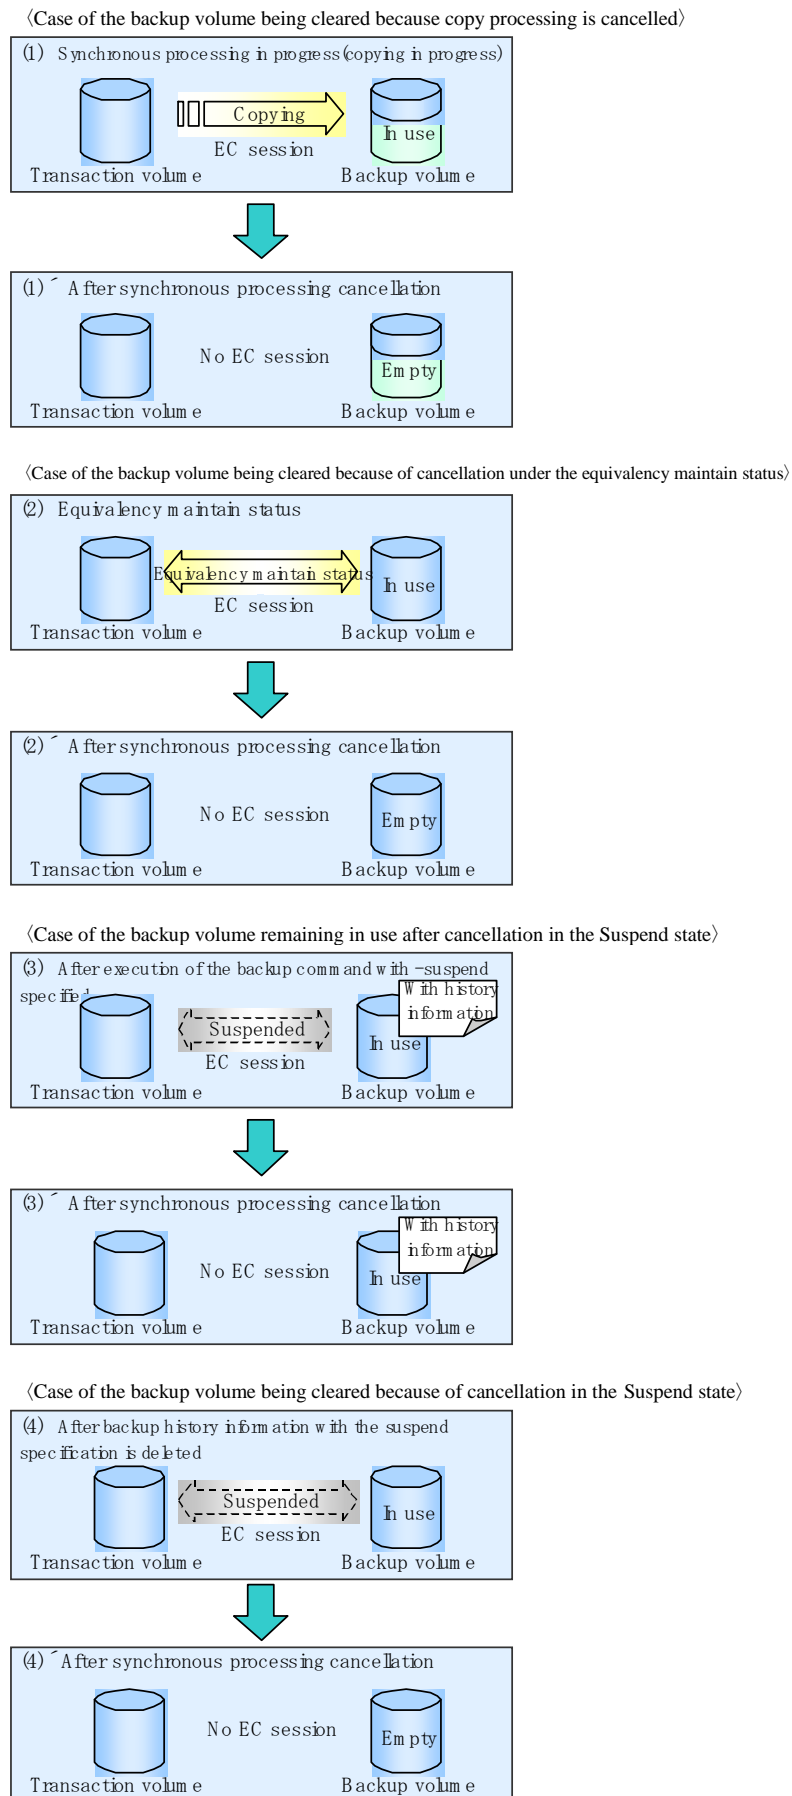 〈Case of the backup volume being cleared because copy processing is cancelled〉
(1) Synchronous processing in progress(copying in progress)
Copying
In use
EC session
Transaction volume
Backup volume
(1)´ After synchronous processing cancellation
No EC session
Empty
Transaction volume
Backup volume
〈Case of the backup volume being cleared because of cancellation under the equivalency maintain status〉
(2) Equivalency maintain status
Equivalency maintain status
In use
EC session
Transaction volume
Backup volume
(2)´ After synchronous processing cancellation
No EC session
Empty
Transaction volume
Backup volume
〈Case of the backup volume remaining in use after cancellation in the Suspend state〉
(3) After execution of the backup command with -suspend
specified
With history
information
Suspended
In use
EC session
Transaction volume
Backup volume
(3)´ After synchronous processing cancellation
With history
information
No EC session
In use
Transaction volume
Backup volume
〈Case of the backup volume being cleared because of cancellation in the Suspend state〉
(4) After backup history information with the suspend
specification is deleted
Suspended
In use
EC session
Transaction volume
Backup volume
(4)´ After synchronous processing cancellation
No EC session
Empty
Transaction volume
Backup volume